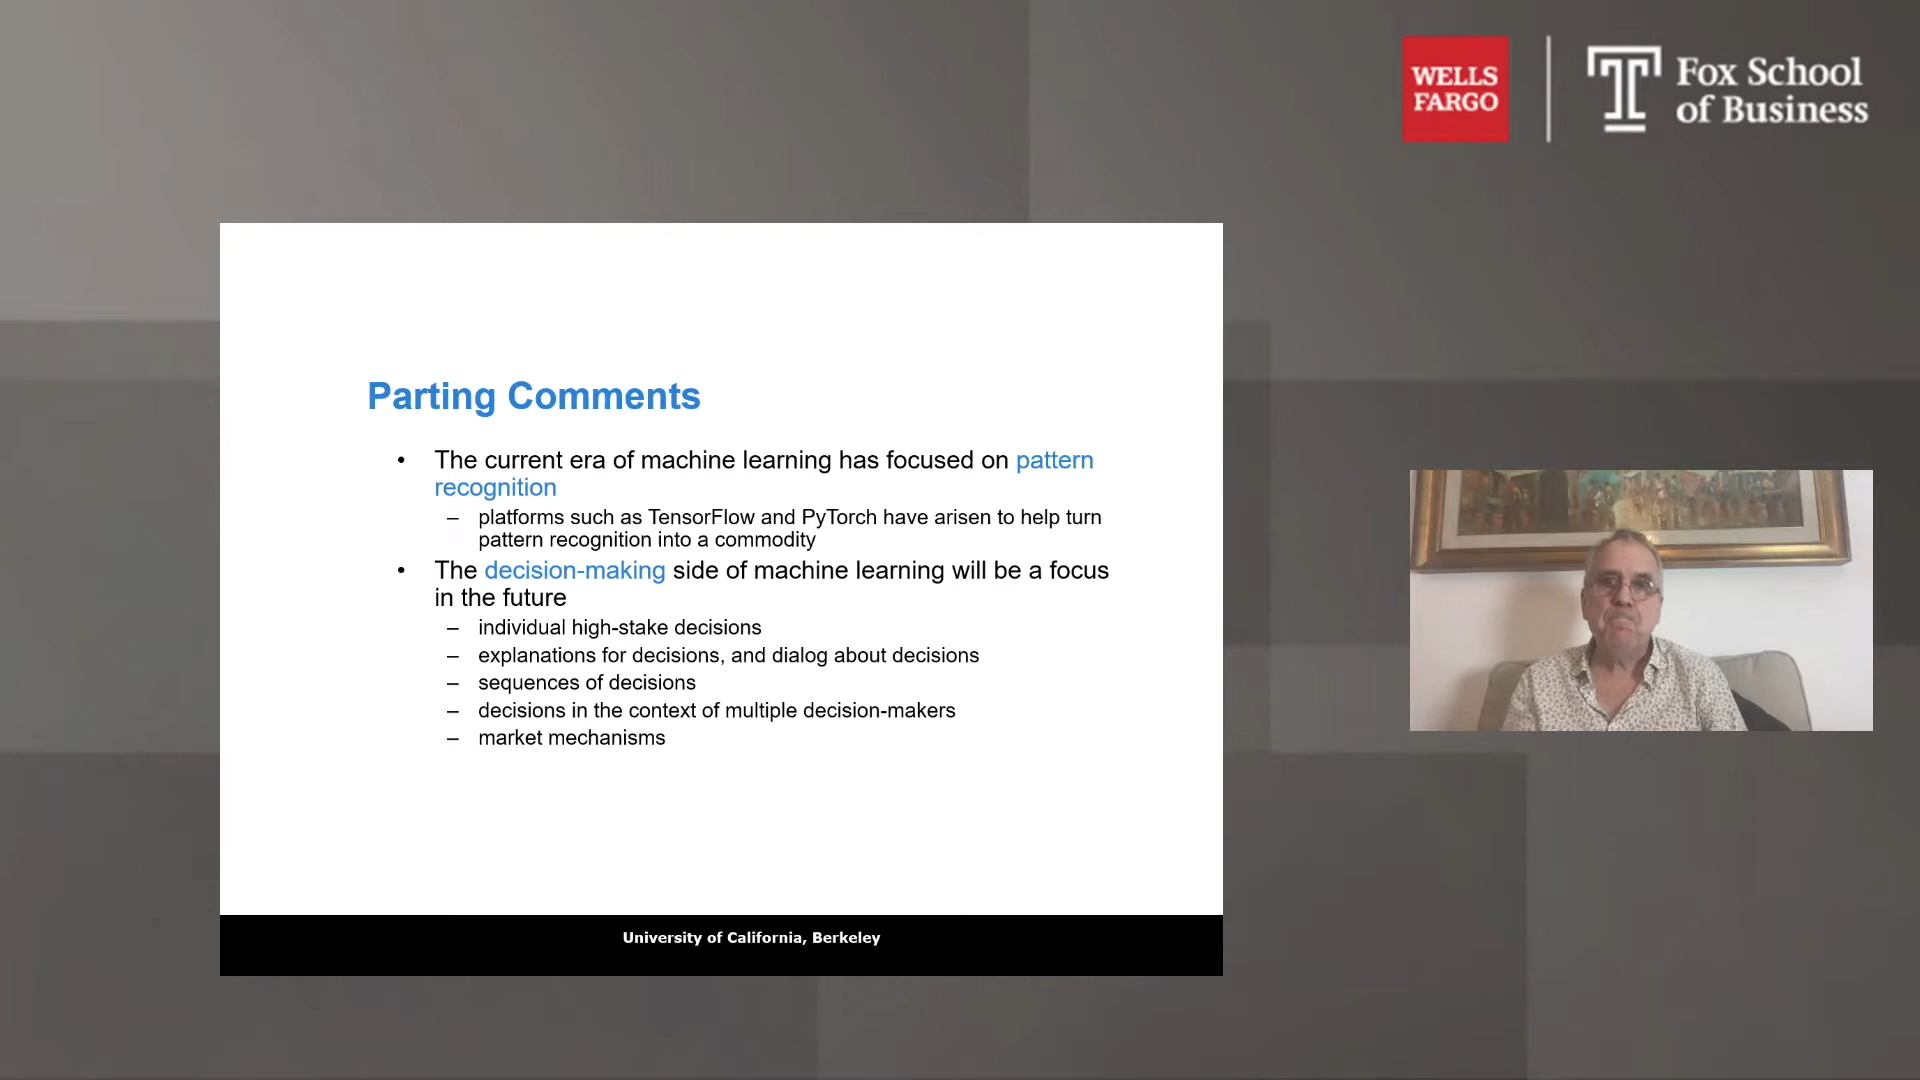 WELLS
FARGO
Fox School
of Business
Parting Comments
• The current era of machine learning has focused on pattern
recognition
– platforms such as TensorFlow and PyTorch have arisen to help turn
pattern recognition into a commodity
• The decision-making side of machine learning will be a focus
in the future
– individual high-stake decisions
– explanations for decisions, and dialog about decisions
– sequences of decisions
– decisions in the context of multiple decision-makers
– market mechanisms
University of California, Berkeley